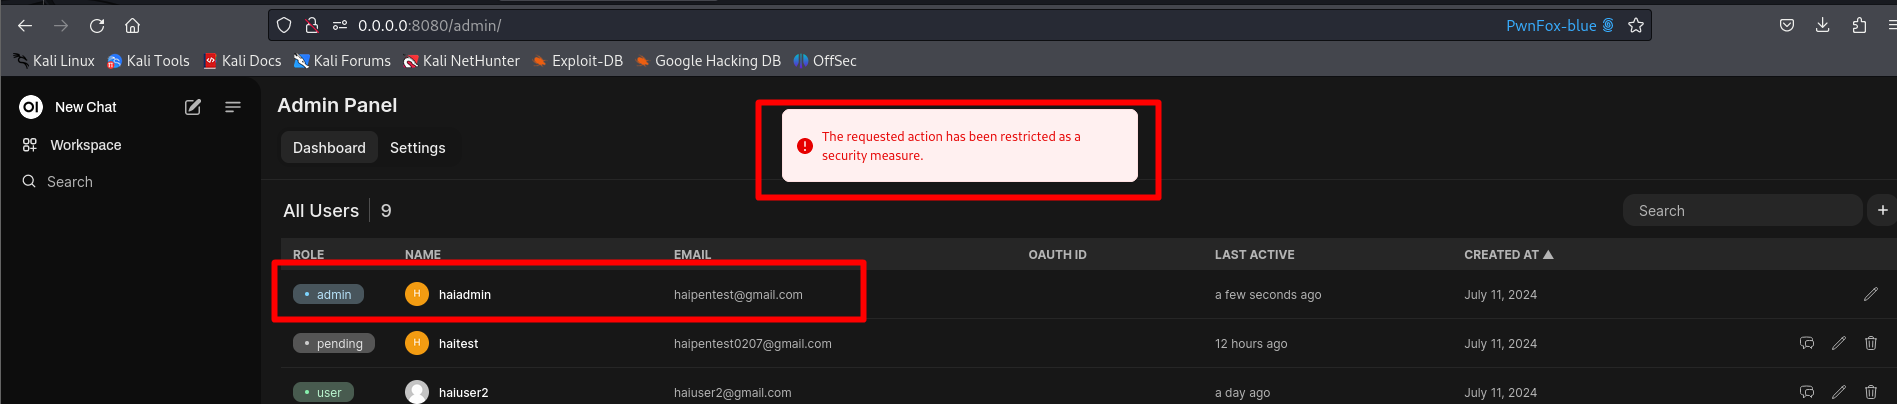 0.0.0.0:8080/admin/
PwnFox-blue
Kali Linux Kali Tools Kali Docs Kali Forums Kali NetHunter Exploit-DB Google Hacking DB OffSec
OI New Chat
Workspace
Search
Admin Panel
Dashboard Settings
The requested action has been restricted as a
security measure.
All Users 9
Search +
ROLE NAME EMAIL OAUTH ID LAST ACTIVE CREATED AT ▲
• admin H haiadmin haipentest@gmail.com a few seconds ago July 11, 2024
• pending H haitest haipentest0207@gmail.com 12 hours ago July 11, 2024
• user haiuser2 haiuser2@gmail.com a day ago July 11, 2024